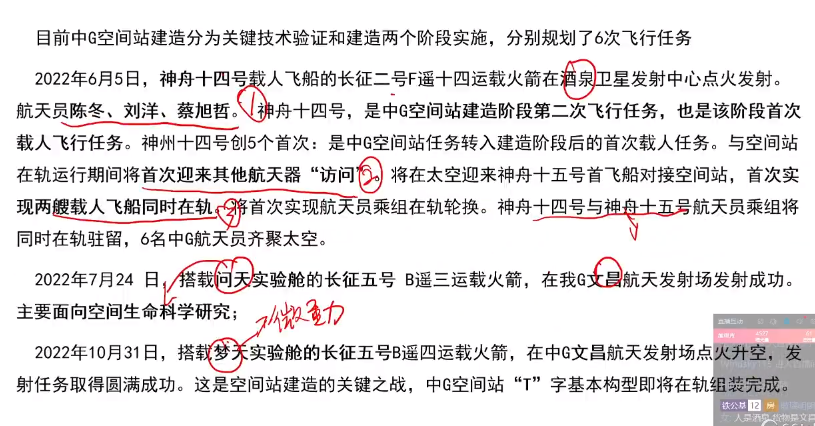 目前中G空间站建造分为关键技术验证和建造两个阶段实施，分别规划了6次飞行任务
2022年6月5日，神舟十四号载人飞船的长征二号F遥十四运载火箭在酒泉卫星发射中心点火发射。
航天员陈冬、刘洋、蔡旭哲。①神舟十四号，是中G空间站建造阶段第二次飞行任务，也是该阶段首次
载人飞行任务。神州十四号创5个首次：是中G空间站任务转入建造阶段后的首次载人任务。与空间站
在轨运行期间将首次迎来其他航天器“访问”②。将在太空迎来神舟十五号首飞船对接空间站，首次实
现两艘载人飞船同时在轨。③将首次实现航天员乘组在轨轮换。神舟十四号与神舟十五号航天员乘组将
同时在轨驻留，6名中G航天员齐聚太空。
2022年7月24 日，搭载问天实验舱的长征五号 B遥三运载火箭，在我G文昌航天发射场发射成功。
主要面向空间生命科学研究；
微重力
2022年10月31日，搭载梦天实验舱的长征五号B遥四运载火箭，在中G文昌航天发射场点火升空，发
射任务取得圆满成功。这是空间站建造的关键之战，中G空间站“T”字基本构型即将在轨组装完成。
铁公基 12 房